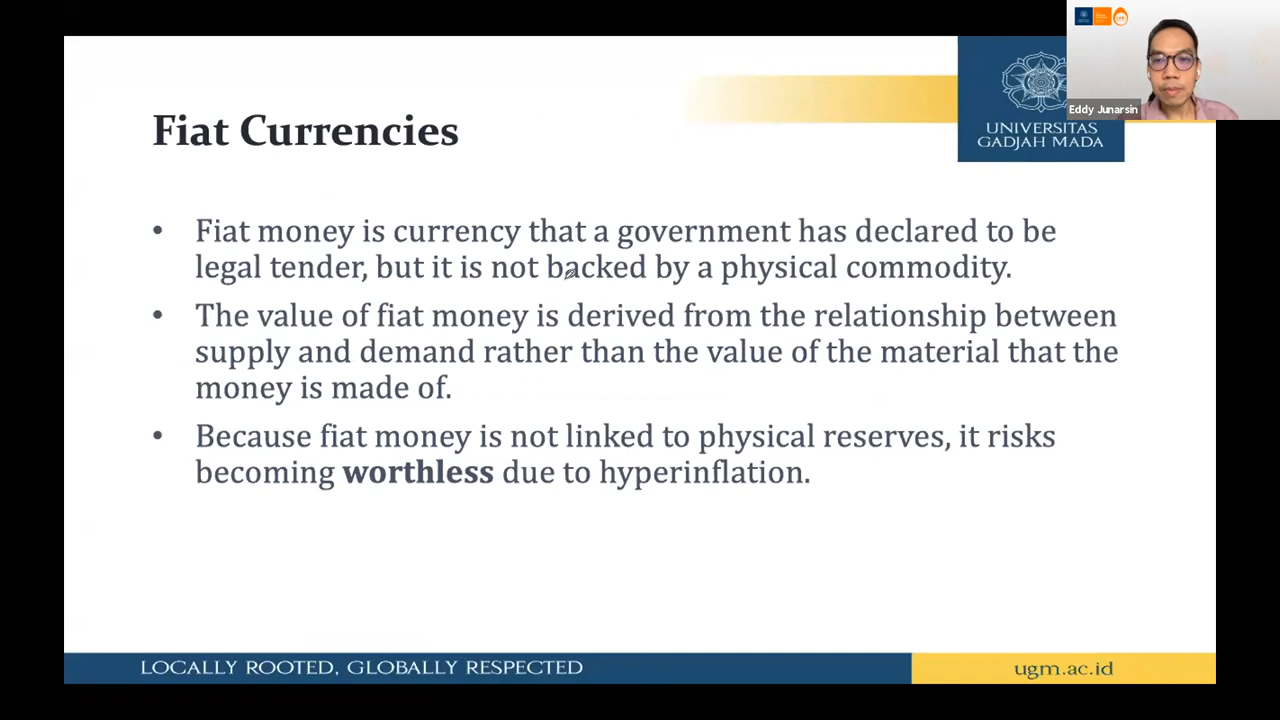 Eddy Junarsin
UNIVERSITAS
GADJAH MADA
Fiat Currencies
• Fiat money is currency that a government has declared to be
legal tender, but it is not backed by a physical commodity.
• The value of fiat money is derived from the relationship between
supply and demand rather than the value of the material that the
money is made of.
• Because fiat money is not linked to physical reserves, it risks
becoming worthless due to hyperinflation.
LOCALLY ROOTED, GLOBALLY RESPECTED
ugm.ac.id